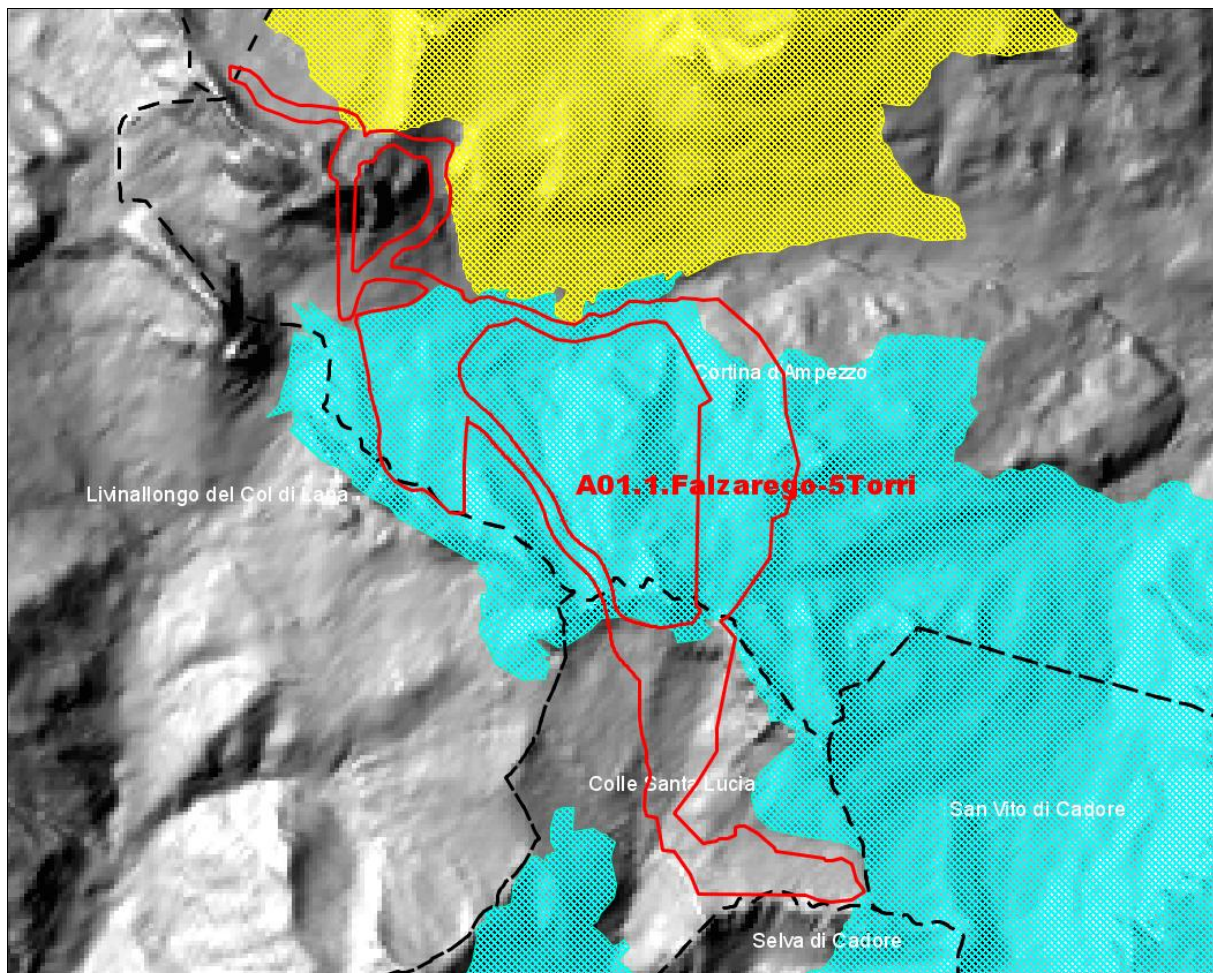 Cortina d'Ampezzo
A01.1.Falzarego-5Torri
Livinallongo del Col di Lana
Colle Santa Lucia
San Vito di Cadore
Selva di Cadore